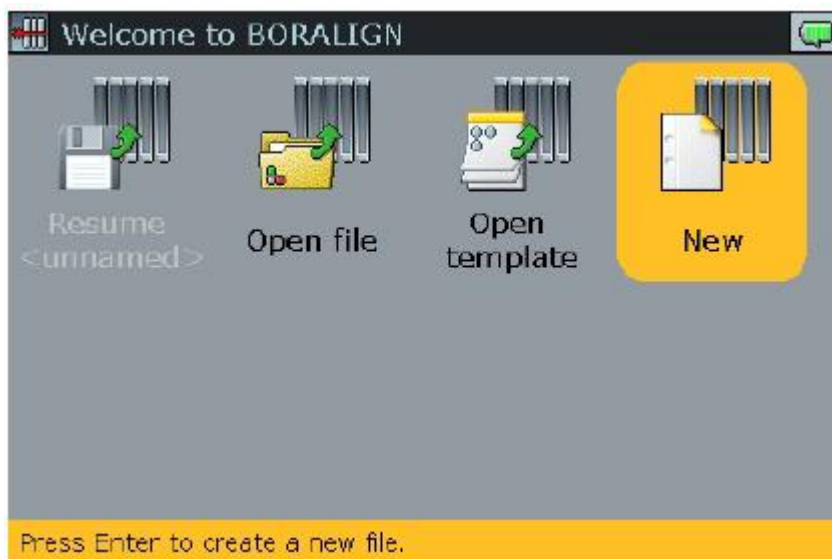 Welcome to BORALIGN
Resume
<unnamed>
Open file
Open
template
New
Press Enter to create a new file.